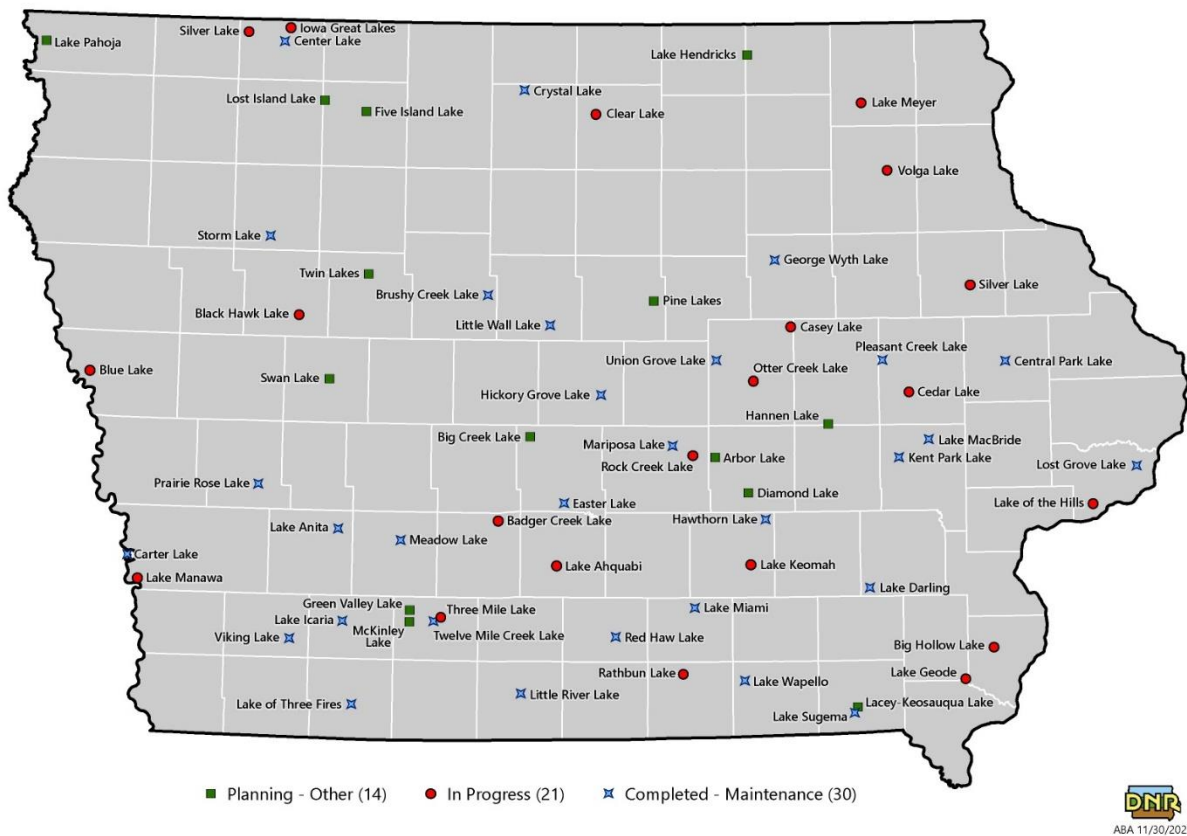 Silver Lake
Iowa Great Lakes
Center Lake
Lake Pahoja
Lake Hendricks
Lost Island Lake
Five Island Lake
Crystal Lake
Clear Lake
Lake Meyer
Volga Lake
Storm Lake
George Wyth Lake
Twin Lakes
Brushy Creek Lake
Pine Lakes
Silver Lake
Black Hawk Lake
Little Wall Lake
Casey Lake
Blue Lake
Union Grove Lake
Pleasant Creek Lake
Central Park Lake
Otter Creek Lake
Swan Lake
Hickory Grove Lake
Cedar Lake
Hannen Lake
Big Creek Lake
Mariposa Lake
Lake MacBride
Rock Creek Lake
Arbor Lake
Kent Park Lake
Lost Grove Lake
Prairie Rose Lake
Diamond Lake
Easter Lake
Lake of the Hills
Lake Anita
Badger Creek Lake
Hawthorn Lake
Meadow Lake
Carter Lake
Lake Manawa
Lake Ahquabi
Lake Keomah
Lake Darling
Green Valley Lake
Three Mile Lake
Lake Miami
Lake Icaria
McKinley
Lake
Twelve Mile Creek Lake
Viking Lake
Red Haw Lake
Big Hollow Lake
Rathbun Lake
Lake Wapello
Lake Geode
Little River Lake
Lake of Three Fires
Lacey-Keosauqua Lake
Lake Sugema
Planning - Other (14)
In Progress (21)
Completed - Maintenance (30)
DNR
ABA 11/30/202